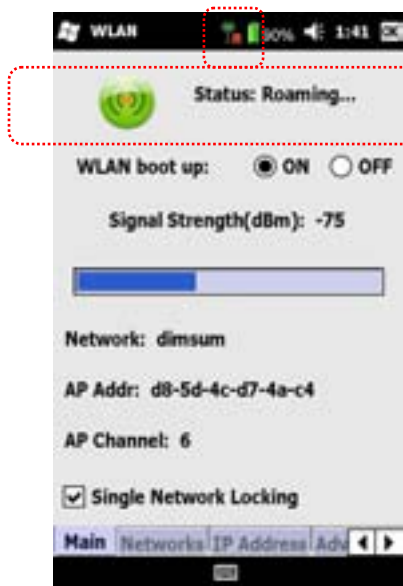 WLAN 90% 1:41
Status: Roaming...
WLAN boot up: ON OFF
Signal Strength(dBm): -75
Network: dimsum
AP Addr: d8-5d-4c-d7-4a-c4
AP Channel: 6
Single Network Locking
Main Networks IP Address Adv